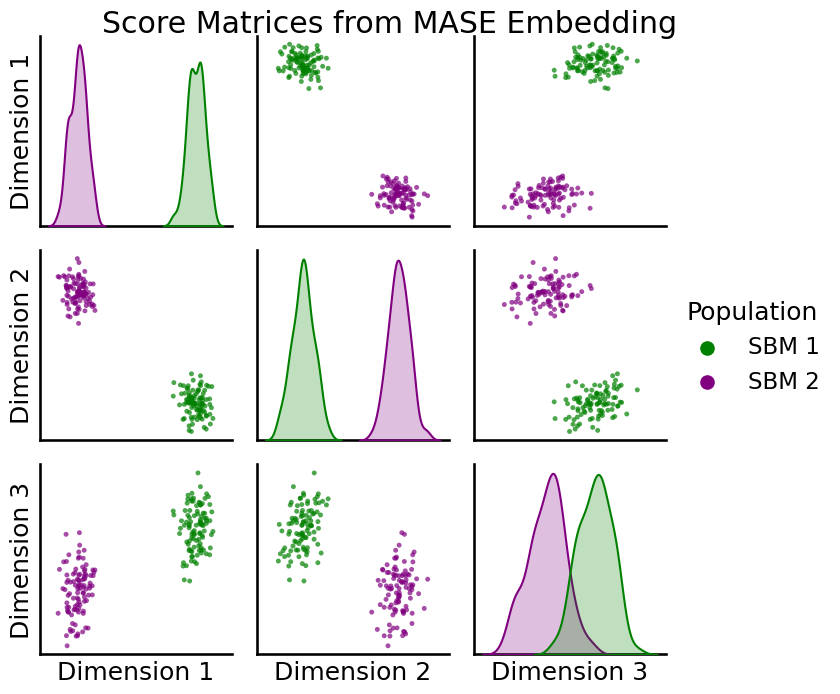 Score Matrices from MASE Embedding
Dimension 1
Dimension 2
Population
SBM 1
SBM 2
Dimension 3
Dimension 1
Dimension 2
Dimension 3